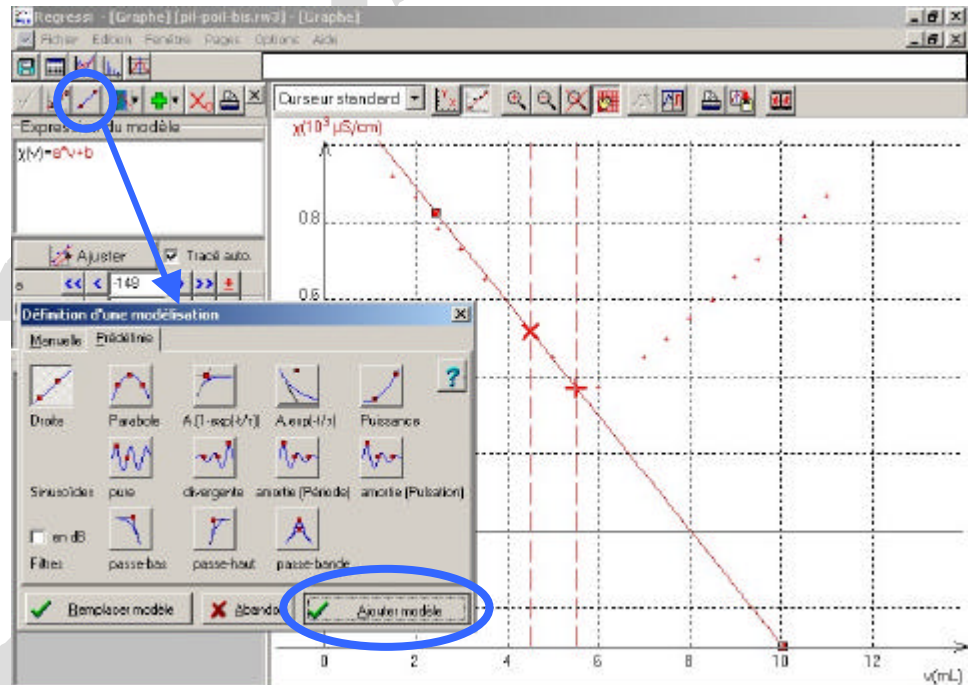 Regressi - [Graphe] [pil-poil-bis.rw3] - [Graphe]
Fichier Edition Fenêtre Pages Options Aide
Curseur standard
Expression du modèle
χ(v)=a*v+b
Ajuster
Tracé auto.
a << < -149 >> ±
Définition d'une modélisation
Manuelle Prédéfinie
?
Droite Parabole A.(1-exp(-t/τ)) A.exp(-t/τ) Puissance
Sinusoïdes pure divergente amortie (Période) amortie (Pulsation)
en dB
Filtres passe-bas passe-haut passe-bande
Remplacer modèle
Abandon
Ajouter modèle
χ(10³ µS/cm)
0.8
0.6
0 2 4 6 8 10 12
v(mL)